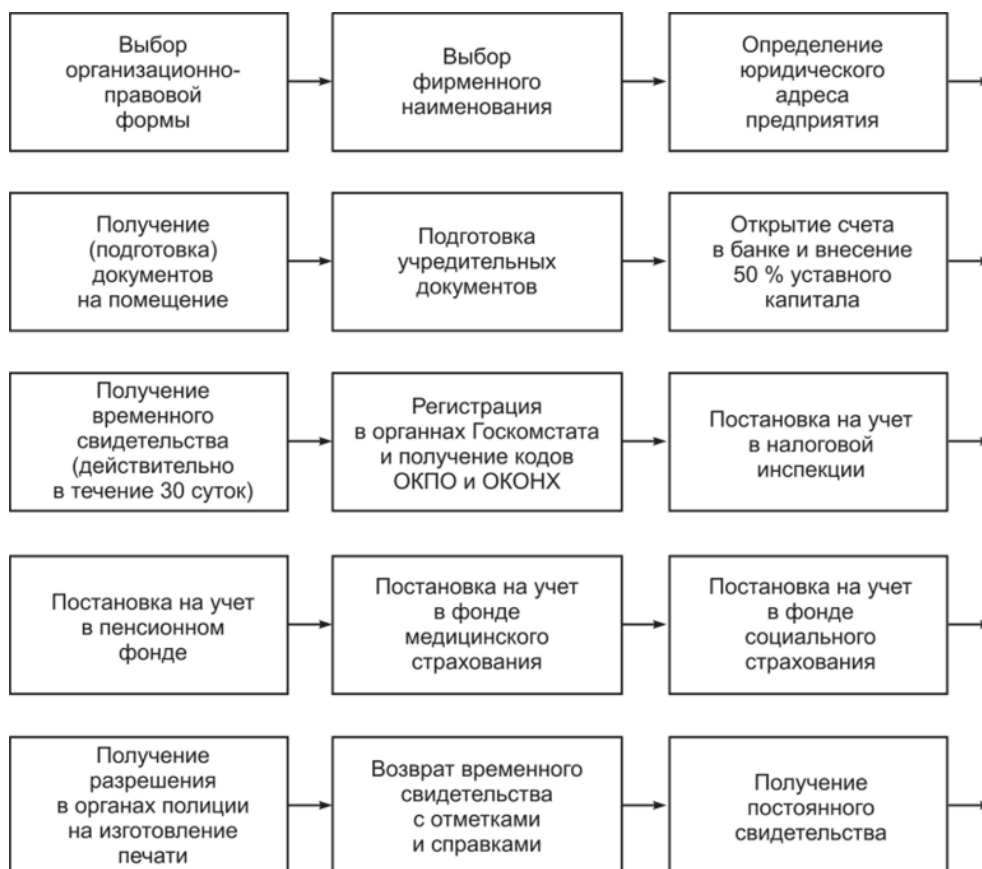 Выбор
организационно-
правовой
формы
Выбор
фирменного
наименования
Определение
юридического
адреса
предприятия
Получение
(подготовка)
документов
на помещение
Подготовка
учредительных
документов
Открытие счета
в банке и внесение
50 % уставного
капитала
Получение
временного
свидетельства
(действительно
в течение 30 суток)
Регистрация
в органнах Госкомстата
и получение кодов
ОКПО и ОКОНХ
Постановка на учет
в налоговой
инспекции
Постановка на учет
в пенсионном
фонде
Постановка на учет
в фонде
медицинского
страхования
Постановка на учет
в фонде
социального
страхования
Получение
разрешения
в органах полиции
на изготовление
печати
Возврат временного
свидетельства
с отметками
и справками
Получение
постоянного
свидетельства